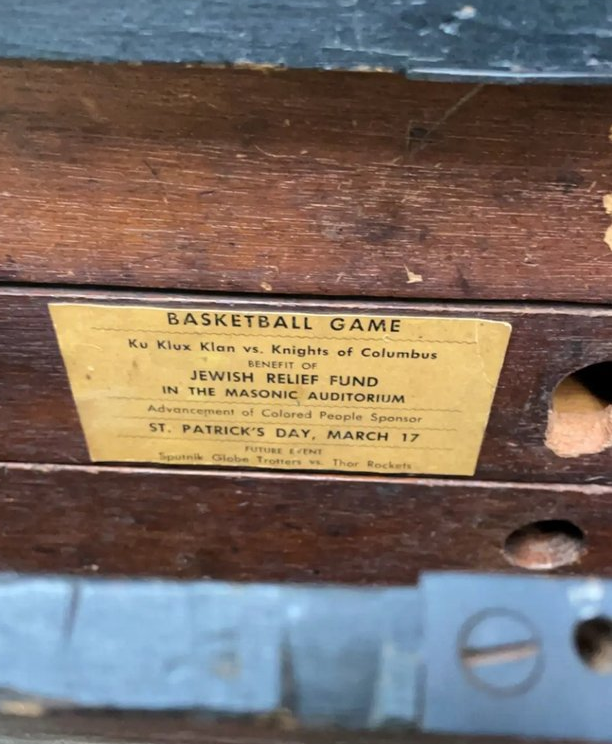 BASKETBALL GAME
Ku Klux Klan vs. Knights of Columbus
BENEFIT OF
JEWISH RELIEF FUND
IN THE MASONIC AUDITORIUM
Advancement of Colored People Sponsor
ST. PATRICK'S DAY, MARCH 17
FUTURE EVENT
Sputnik Globe Trotters vs. Thor Rockets